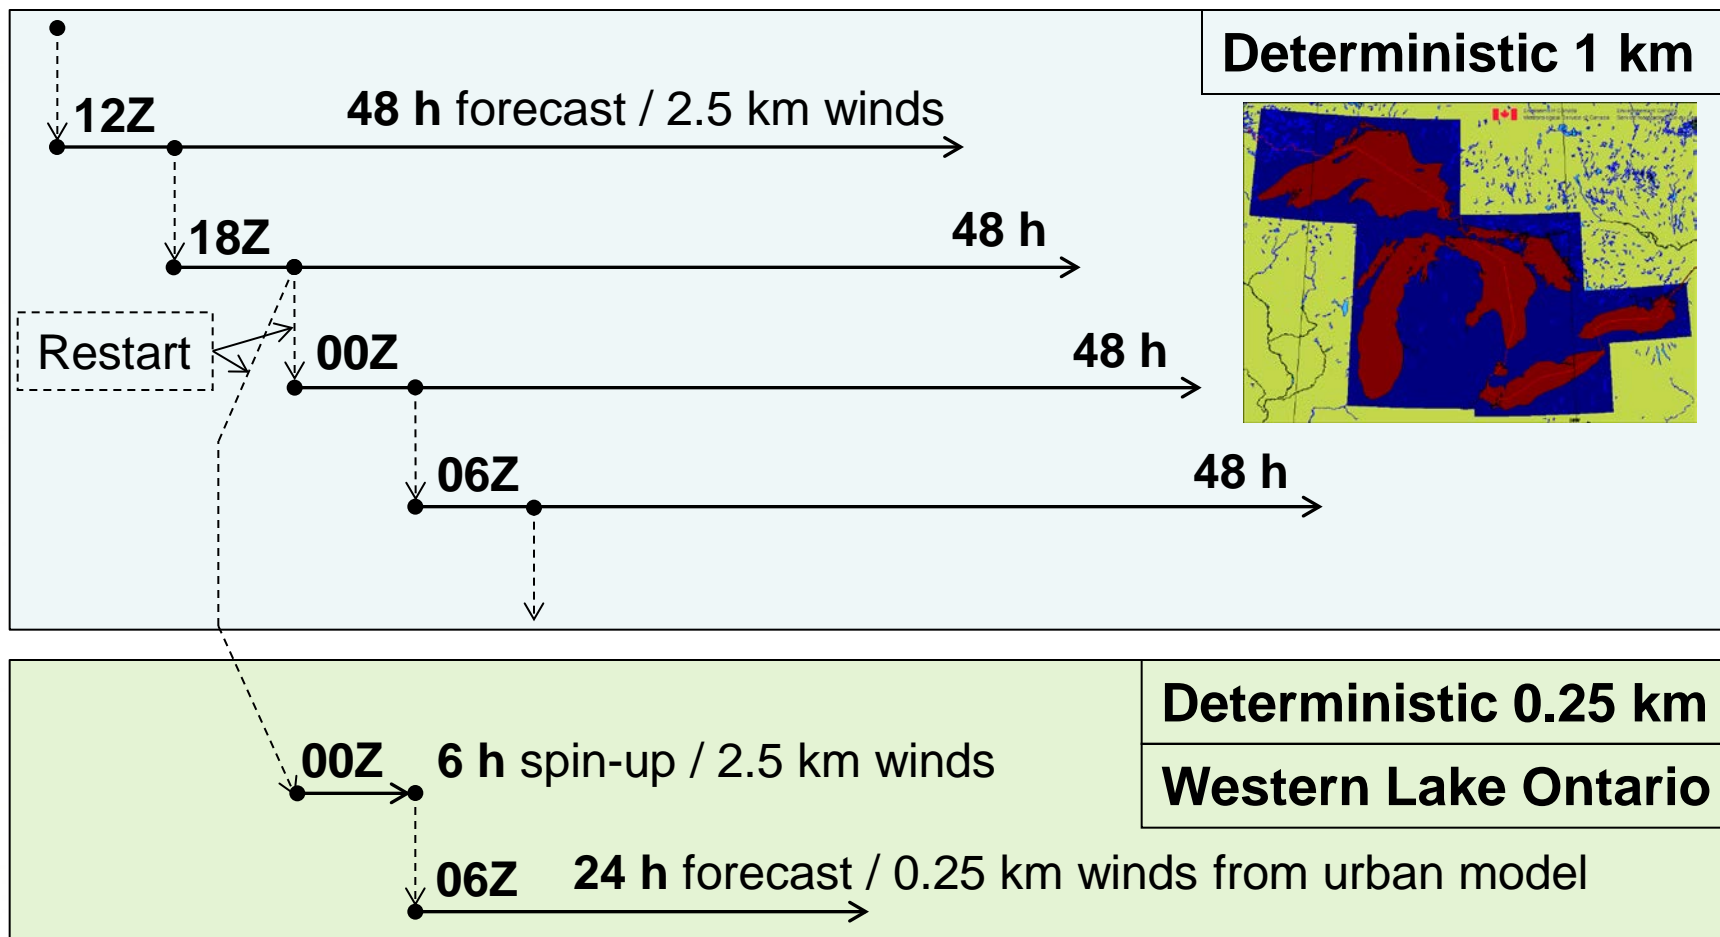 Deterministic 1 km
12Z
48 h forecast / 2.5 km winds
18Z
48 h
Restart
00Z
48 h
06Z
48 h
Deterministic 0.25 km
Western Lake Ontario
00Z
6 h spin-up / 2.5 km winds
06Z
24 h forecast / 0.25 km winds from urban model